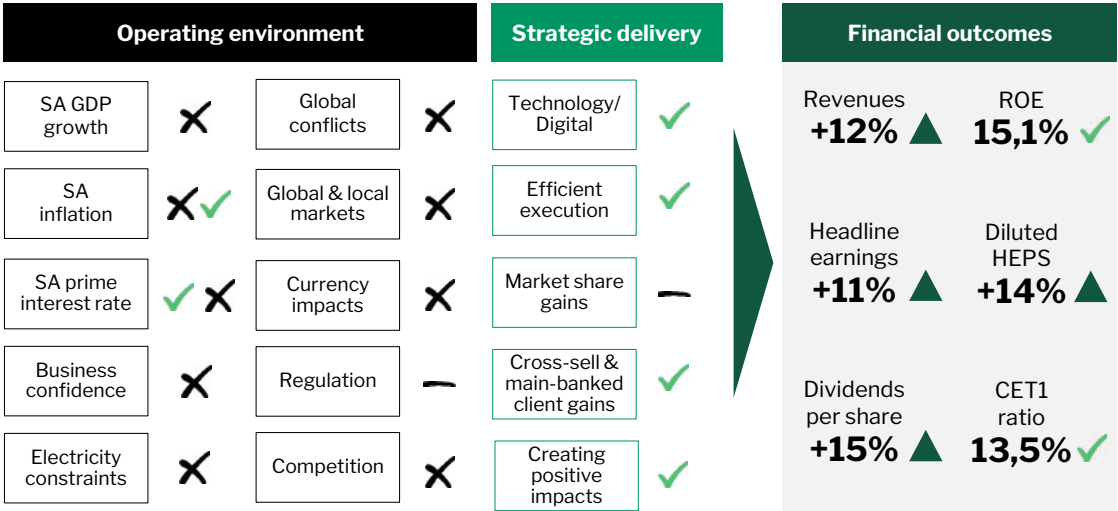 Operating environment
Strategic delivery
Financial outcomes
SA GDP
growth
Global
conflicts
Technology/
Digital
SA
inflation
Global & local
markets
Efficient
execution
SA prime
interest rate
Currency
impacts
Market share
gains
Business
confidence
Regulation
Cross-sell &
main-banked
client gains
Electricity
constraints
Competition
Creating
positive
impacts
Revenues
+12%
ROE
15,1%
Headline
earnings
+11%
Diluted
HEPS
+14%
Dividends
per share
+15%
CET1
ratio
13,5%